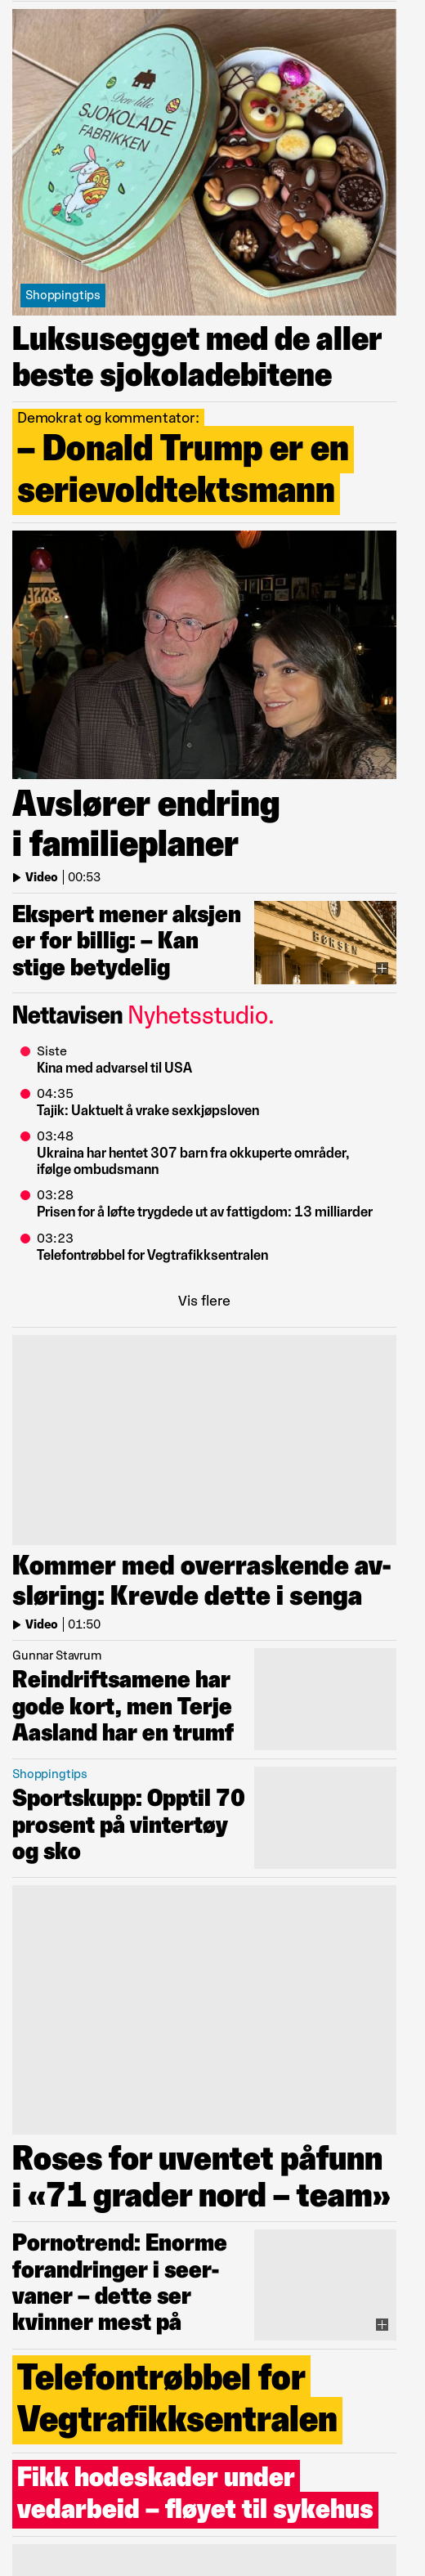 Den lille
SJOKOLADE
FABRIKKEN
Shoppingtips
Luksusegget med de aller
beste sjokoladebitene
Demokrat og kommentator:
– Donald Trump er en
serievoldtektsmann
Avslører endring
i familieplaner
Video | 00:53
Ekspert mener aksjen
er for billig: – Kan
stige betydelig
BØRSEN
Nettavisen Nyhetsstudio.
Siste
Kina med advarsel til USA
04:35
Tajik: Uaktuelt å vrake sexkjøpsloven
03:48
Ukraina har hentet 307 barn fra okkuperte områder,
ifølge ombudsmann
03:28
Prisen for å løfte trygdede ut av fattigdom: 13 milliarder
03:23
Telefontrøbbel for Vegtrafikksentralen
Vis flere
Kommer med overraskende av-
sløring: Krevde dette i senga
Video | 01:50
Gunnar Stavrum
Reindriftsamene har
gode kort, men Terje
Aasland har en trumf
Shoppingtips
Sportskupp: Opptil 70
prosent på vintertøy
og sko
Roses for uventet påfunn
i «71 grader nord – team»
Pornotrend: Enorme
forandringer i seer-
vaner – dette ser
kvinner mest på
Telefontrøbbel for
Vegtrafikksentralen
Fikk hodeskader under
vedarbeid – fløyet til sykehus